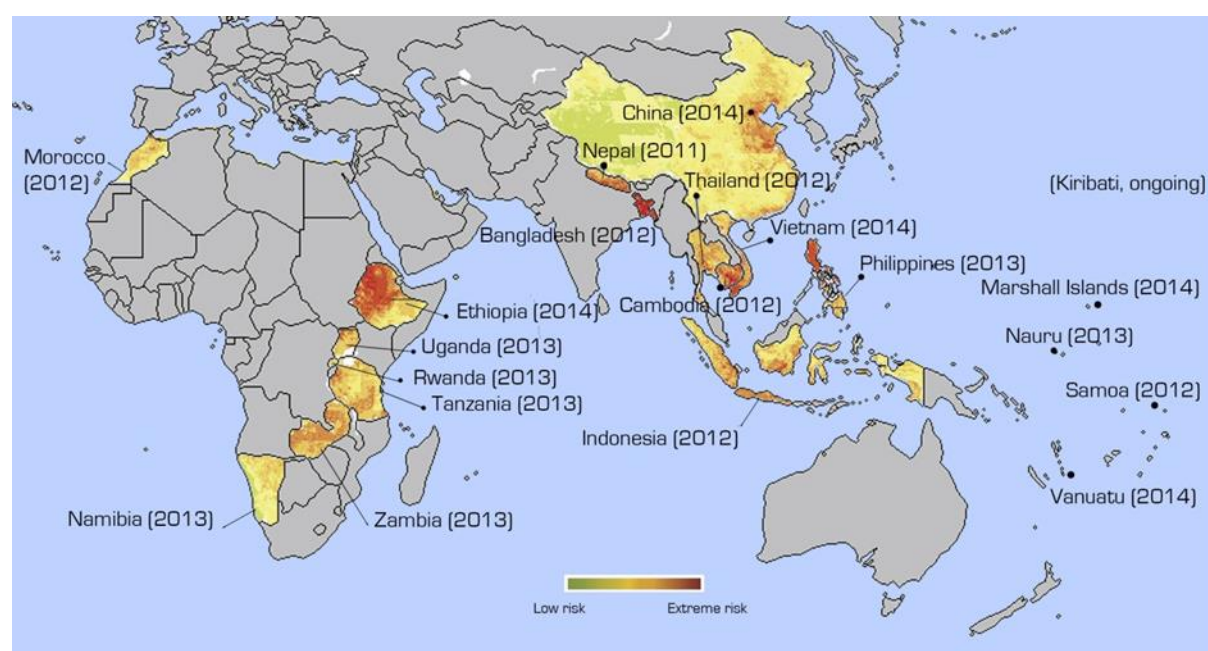 China (2014)
Nepal (2011)
Morocco
(2012)
Thailand (2012)
(Kiribati, ongoing)
Bangladesh (2012)
Vietnam (2014)
Philippines (2013)
Marshall Islands (2014)
Cambodia (2012)
Ethiopia (2014)
Nauru (2013)
Uganda (2013)
Rwanda (2013)
Samoa (2012)
Tanzania (2013)
Indonesia (2012)
Vanuatu (2014)
Namibia (2013)
Zambia (2013)
Low risk
Extreme risk